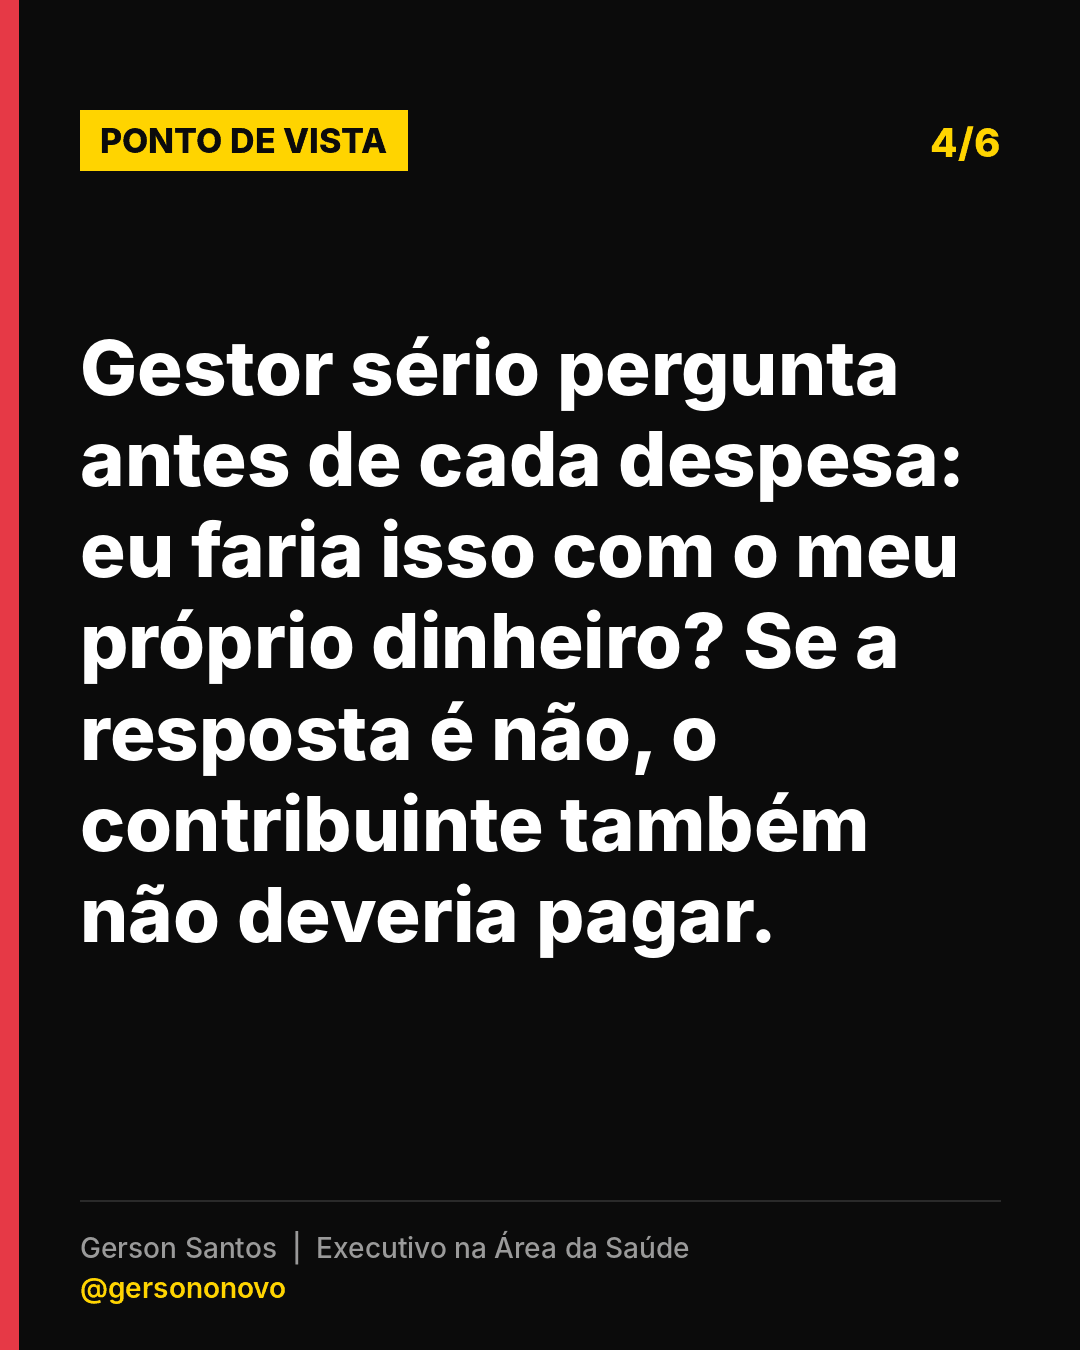 PONTO DE VISTA
4/6
Gestor sério pergunta
antes de cada despesa:
eu faria isso com o meu
próprio dinheiro? Se a
resposta é não, o
contribuinte também
não deveria pagar.
Gerson Santos | Executivo na Área da Saúde
@gersononovo